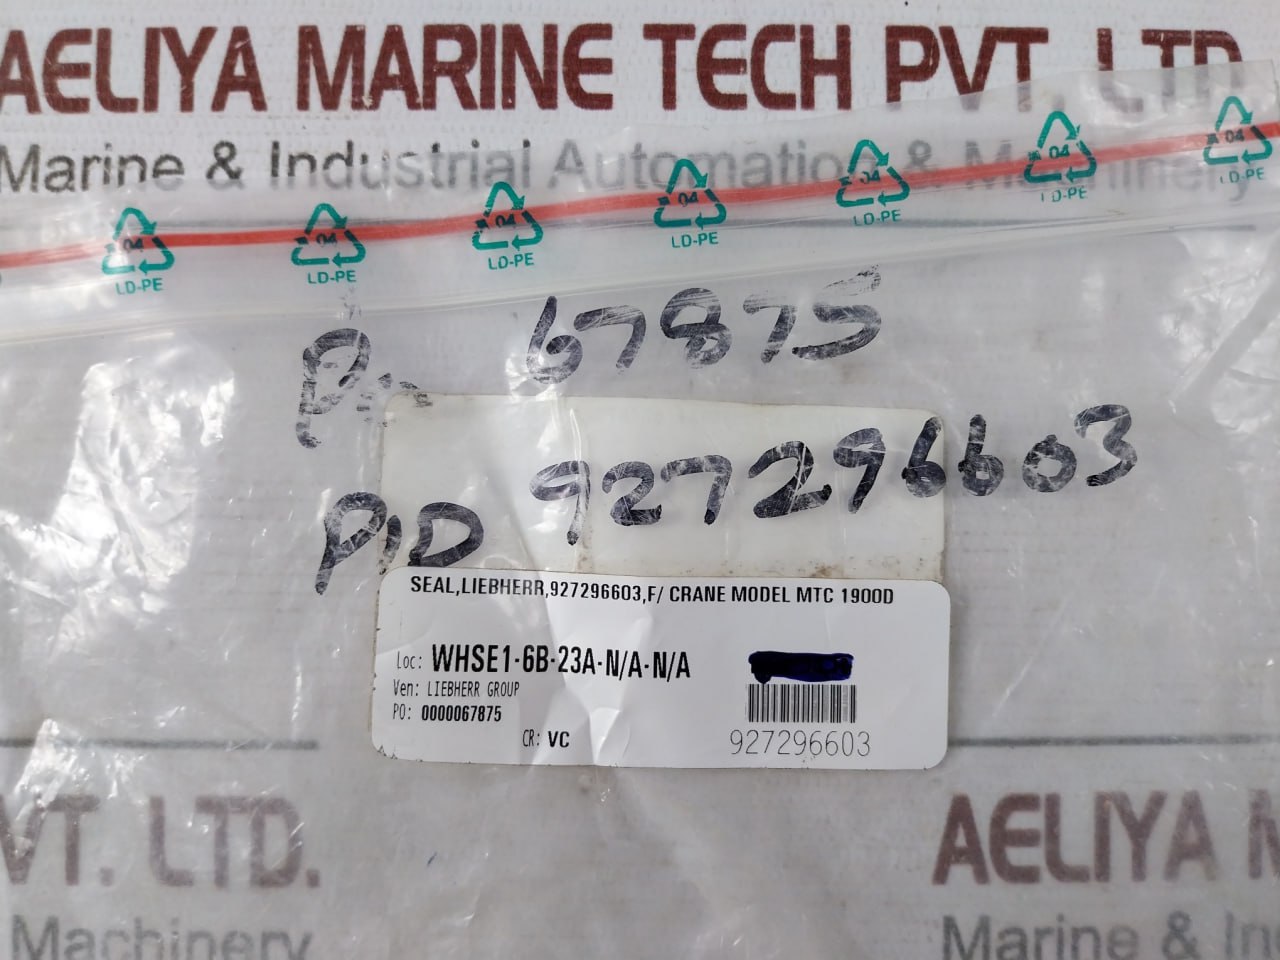 AELIYA MARINE TECH PVT. LTD.
Marine & Industrial Automation & Machinery
04 04 04 04 04 04 04
LD-PE LD-PE LD-PE LD-PE LD-PE LD-PE LD-PE
67875
PID 927296603
SEAL,LIEBHERR,927296603,F/ CRANE MODEL MTC 1900D
Loc: WHSE1-6B-23A-N/A-N/A
Ven: LIEBHERR GROUP
PO: 0000067875
CR: VC
927296603
VT. LTD. AELIYA M
Machinery Marine & In